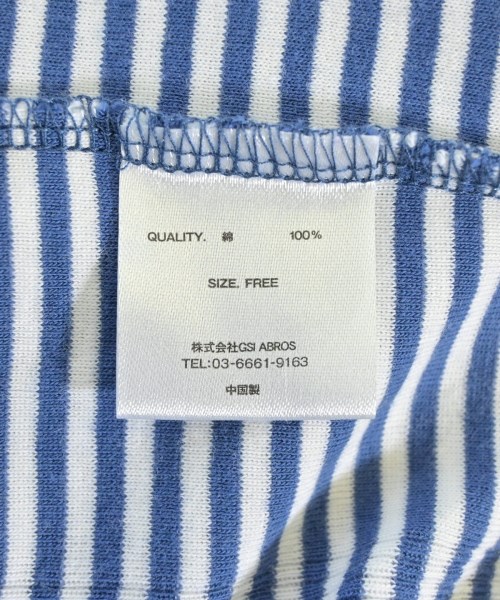 QUALITY. 綿 100%
SIZE. FREE
株式会社GSI ABROS
TEL:03-6661-9163
中国製